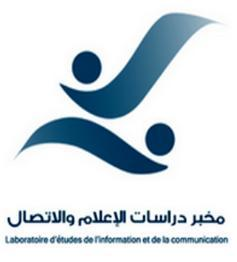 مخبر دراسات الإعلام والاتصال
Laboratoire d'études de l'information et de la communication